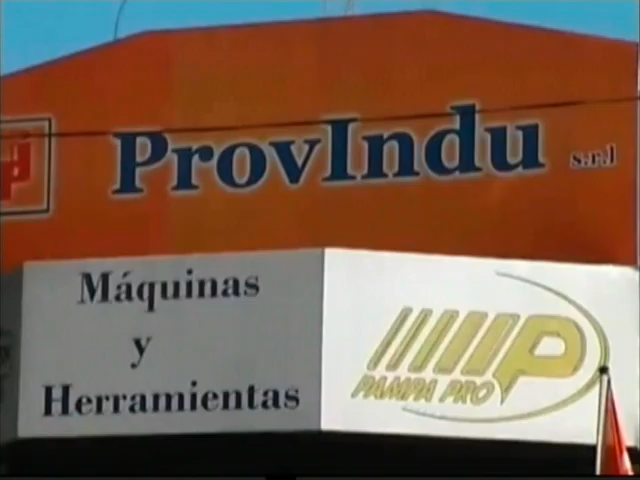 ProvIndu s.r.l
Máquinas
y
Herramientas
P
PAMPA PRO